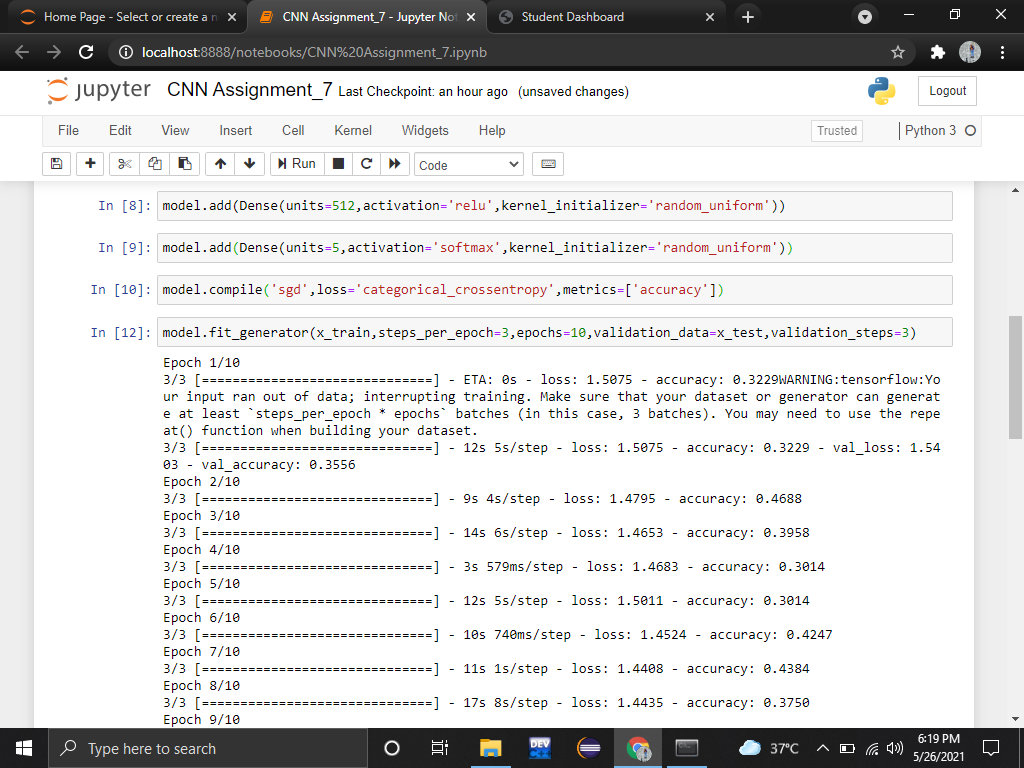 Home Page - Select or create a n
CNN Assignment_7 - Jupyter Not
Student Dashboard
localhost:8888/notebooks/CNN%20Assignment_7.ipynb
jupyter CNN Assignment_7 Last Checkpoint: an hour ago (unsaved changes)
Logout
File Edit View Insert Cell Kernel Widgets Help
Trusted
Python 3
Run
Code
In [8]: model.add(Dense(units=512,activation='relu',kernel_initializer='random_uniform'))
In [9]: model.add(Dense(units=5,activation='softmax',kernel_initializer='random_uniform'))
In [10]: model.compile('sgd',loss='categorical_crossentropy',metrics=['accuracy'])
In [12]: model.fit_generator(x_train,steps_per_epoch=3,epochs=10,validation_data=x_test,validation_steps=3)
Epoch 1/10
3/3 [==============================] - ETA: 0s - loss: 1.5075 - accuracy: 0.3229WARNING:tensorflow:Yo
ur input ran out of data; interrupting training. Make sure that your dataset or generator can generat
e at least `steps_per_epoch * epochs` batches (in this case, 3 batches). You may need to use the repe
at() function when building your dataset.
3/3 [==============================] - 12s 5s/step - loss: 1.5075 - accuracy: 0.3229 - val_loss: 1.54
03 - val_accuracy: 0.3556
Epoch 2/10
3/3 [==============================] - 9s 4s/step - loss: 1.4795 - accuracy: 0.4688
Epoch 3/10
3/3 [==============================] - 14s 6s/step - loss: 1.4653 - accuracy: 0.3958
Epoch 4/10
3/3 [==============================] - 3s 579ms/step - loss: 1.4683 - accuracy: 0.3014
Epoch 5/10
3/3 [==============================] - 12s 5s/step - loss: 1.5011 - accuracy: 0.3014
Epoch 6/10
3/3 [==============================] - 10s 740ms/step - loss: 1.4524 - accuracy: 0.4247
Epoch 7/10
3/3 [==============================] - 11s 1s/step - loss: 1.4408 - accuracy: 0.4384
Epoch 8/10
3/3 [==============================] - 17s 8s/step - loss: 1.4435 - accuracy: 0.3750
Epoch 9/10
Type here to search
DEV
37°C
6:19 PM
5/26/2021